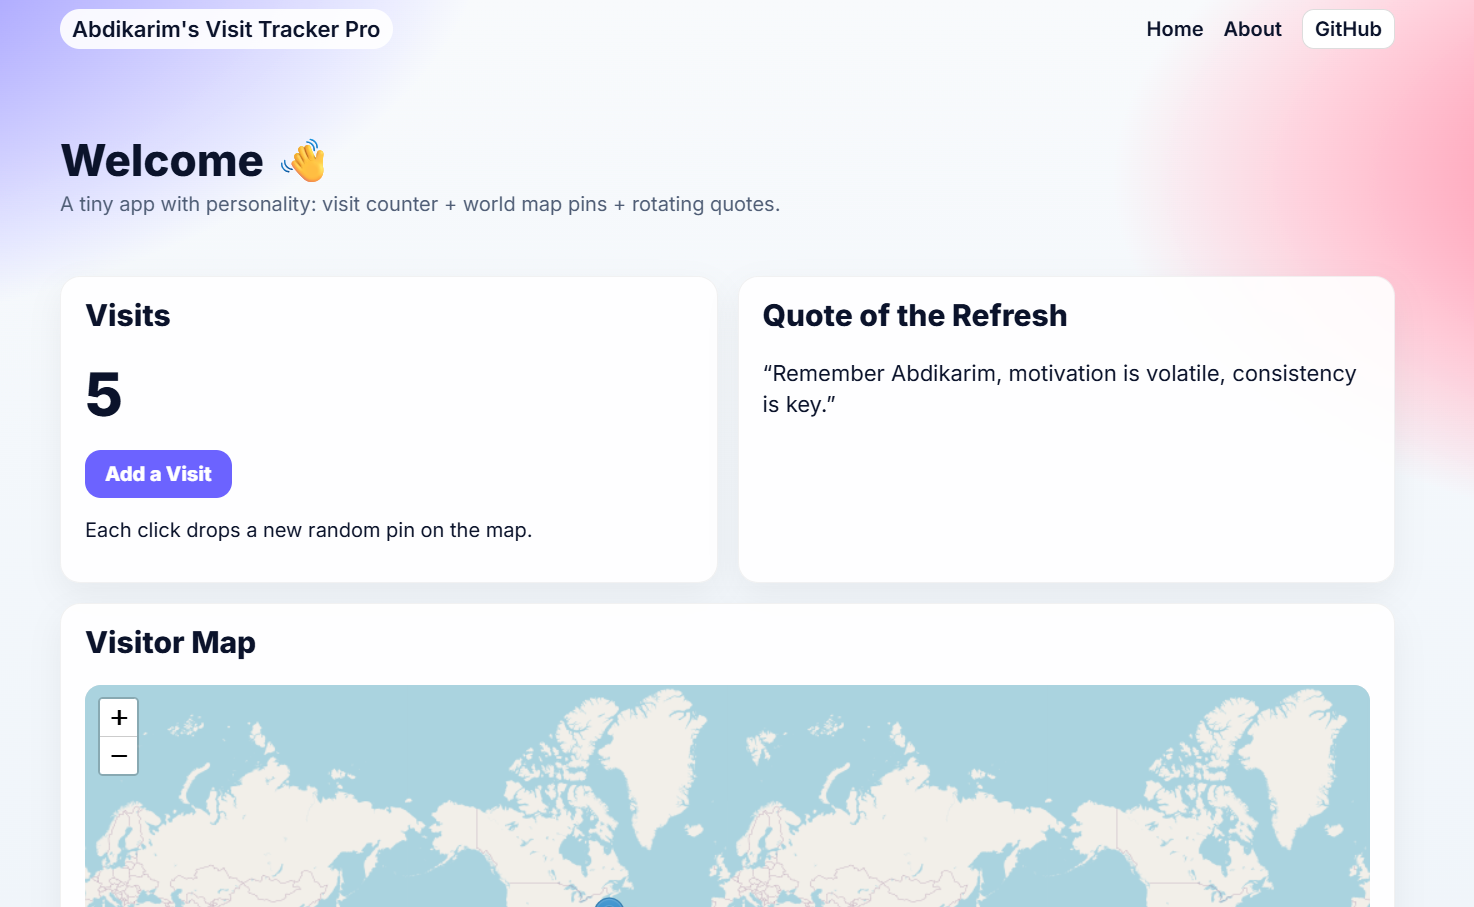 Abdikarim's Visit Tracker Pro
Home About GitHub
Welcome 👋
A tiny app with personality: visit counter + world map pins + rotating quotes.
Visits
5
Add a Visit
Each click drops a new random pin on the map.
Quote of the Refresh
“Remember Abdikarim, motivation is volatile, consistency
is key.”
Visitor Map
+
−